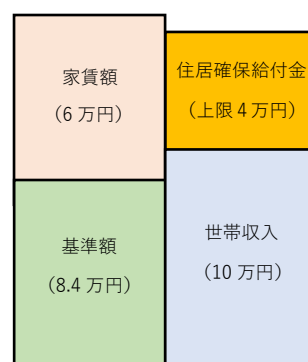 家賃額
（6 万円）
住居確保給付金
（上限 4 万円）
基準額
（8.4 万円）
世帯収入
（10 万円）